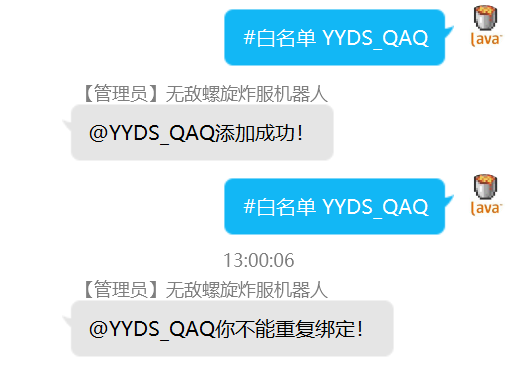 #白名单 YYDS_QAQ
Java
【管理员】无敌螺旋炸服机器人
@YYDS_QAQ添加成功！
#白名单 YYDS_QAQ
Java
13:00:06
【管理员】无敌螺旋炸服机器人
@YYDS_QAQ你不能重复绑定！